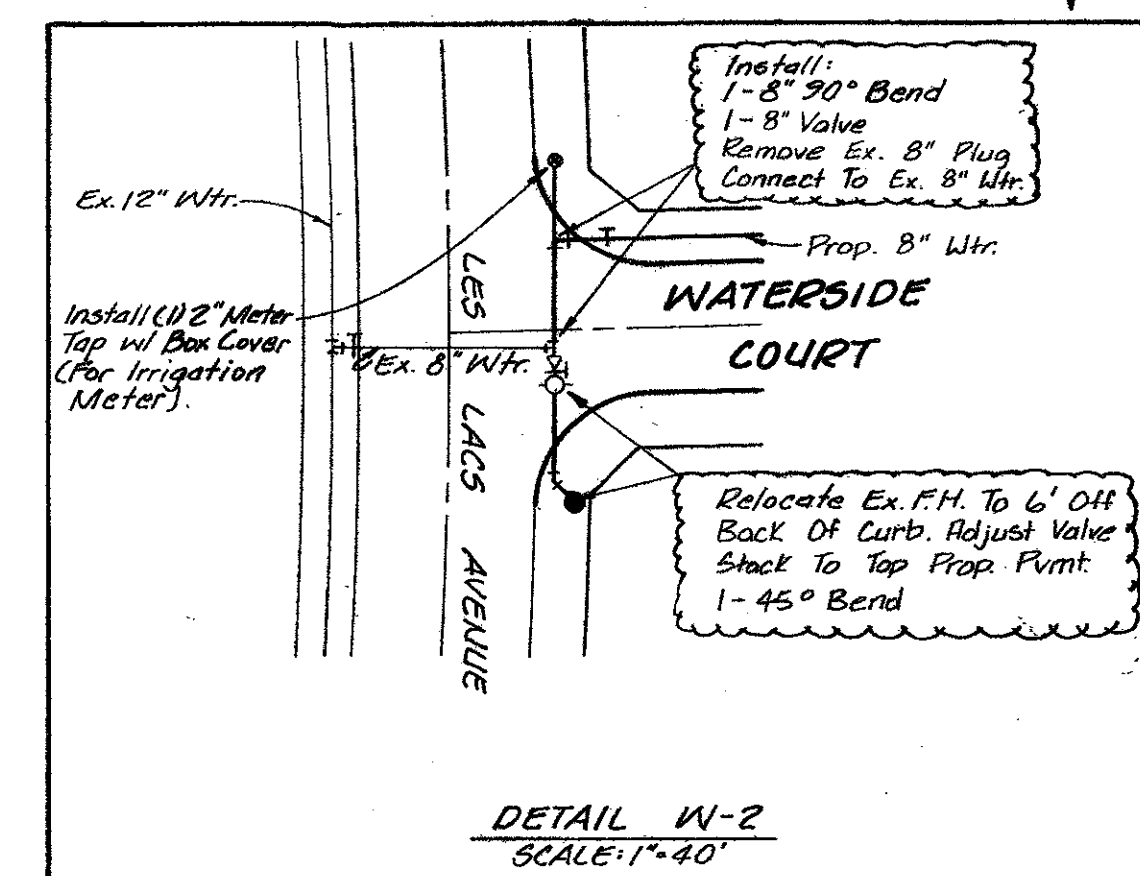 Install:
1-8" 90° Bend
1-8" Valve
Remove Ex. 8" Plug
Connect To Ex. 8" Wtr.
Ex. 12" Wtr.
Prop. 8" Wtr.
WATERSIDE
COURT
Install (1) 2" Meter
Tap w/ Box Cover
(For Irrigation
Meter).
Ex. 8" Wtr.
LES LACS AVENUE
Relocate Ex. F.H. To 6' Off
Back Of Curb. Adjust Valve
Stack To Top Prop. Pvmt.
1-45° Bend
DETAIL W-2
SCALE: 1"=40'